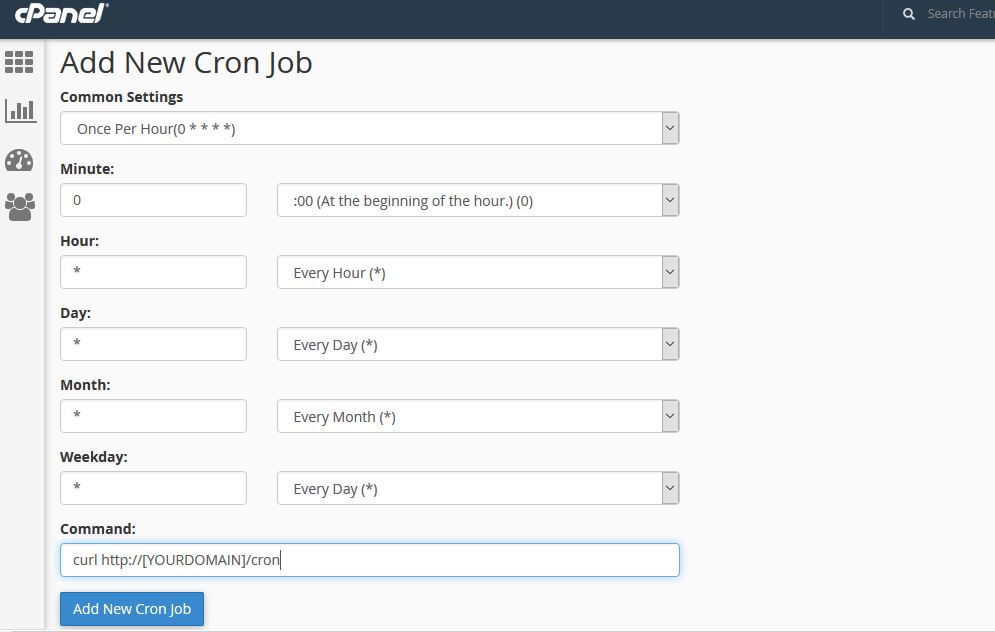 cPanel®
Search Feat
Add New Cron Job
Common Settings
Once Per Hour(0 * * * *)
Minute:
0 :00 (At the beginning of the hour.) (0)
Hour:
* Every Hour (*)
Day:
* Every Day (*)
Month:
* Every Month (*)
Weekday:
* Every Day (*)
Command:
curl http://[YOURDOMAIN]/cron
Add New Cron Job